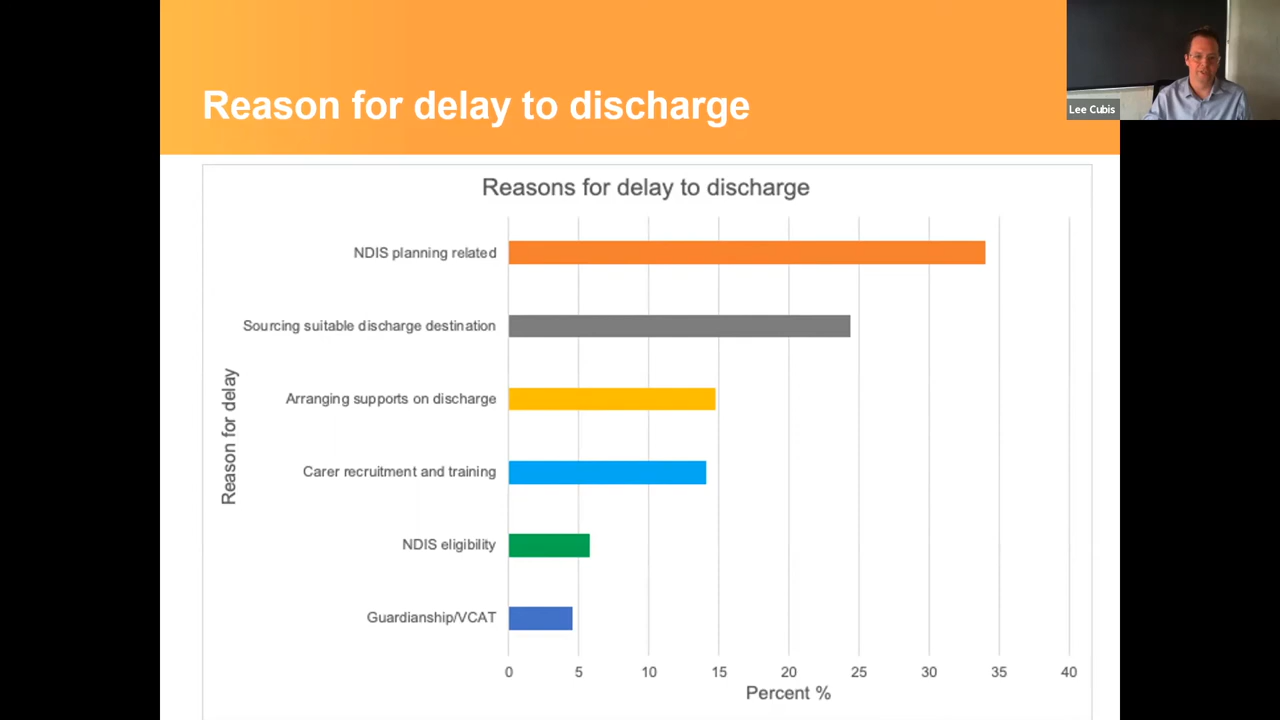 Reason for delay to discharge
Lee Cubis
Reasons for delay to discharge
NDIS planning related
Sourcing suitable discharge destination
Arranging supports on discharge
Carer recruitment and training
NDIS eligibility
Guardianship/VCAT
Reason for delay
0 5 10 15 20 25 30 35 40
Percent %